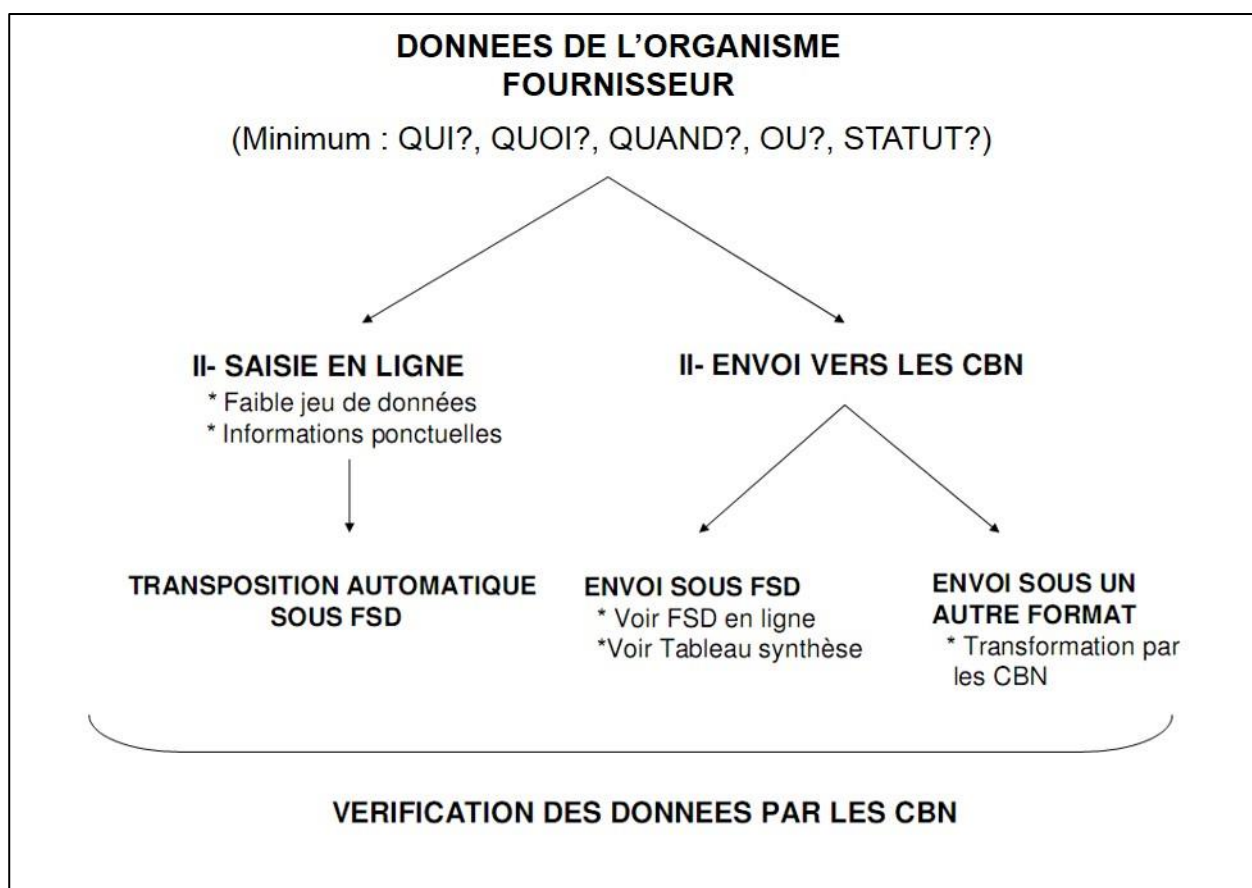 DONNEES DE L’ORGANISME
FOURNISSEUR
(Minimum : QUI?, QUOI?, QUAND?, OU?, STATUT?)
II- SAISIE EN LIGNE
* Faible jeu de données
* Informations ponctuelles
II- ENVOI VERS LES CBN
TRANSPOSITION AUTOMATIQUE
SOUS FSD
ENVOI SOUS FSD
* Voir FSD en ligne
*Voir Tableau synthèse
ENVOI SOUS UN
AUTRE FORMAT
* Transformation par
les CBN
VERIFICATION DES DONNEES PAR LES CBN